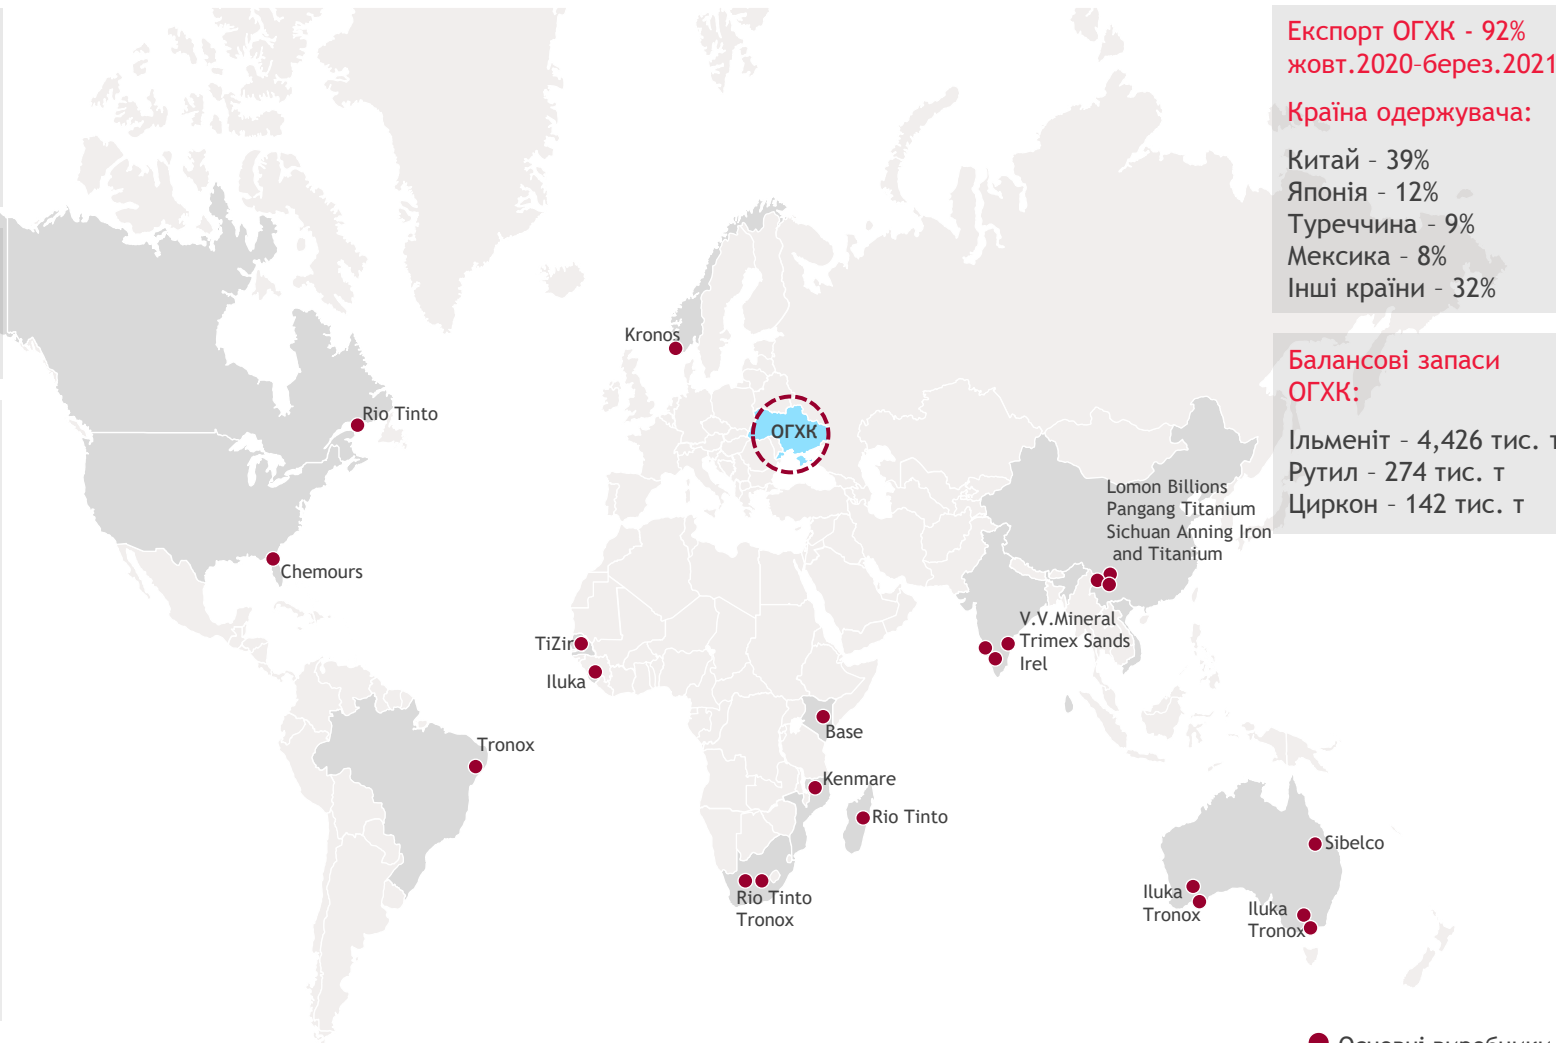 Експорт ОГХК - 92%
жовт.2020-берез.2021
Країна одержувача:
Китай – 39%
Японія – 12%
Туреччина – 9%
Мексика – 8%
Інші країни – 32%
Балансові запаси
ОГХК:
Ільменіт – 4,426 тис. т
Рутил – 274 тис. т
Циркон – 142 тис. т
Kronos
Rio Tinto
ОГХК
Lomon Billions
Pangang Titanium
Sichuan Anning Iron
and Titanium
Chemours
V.V.Mineral
Trimex Sands
Irel
TiZir
Iluka
Base
Tronox
Kenmare
Rio Tinto
Sibelco
Rio Tinto
Tronox
Iluka
Tronox
Iluka
Tronox
Основні виробники